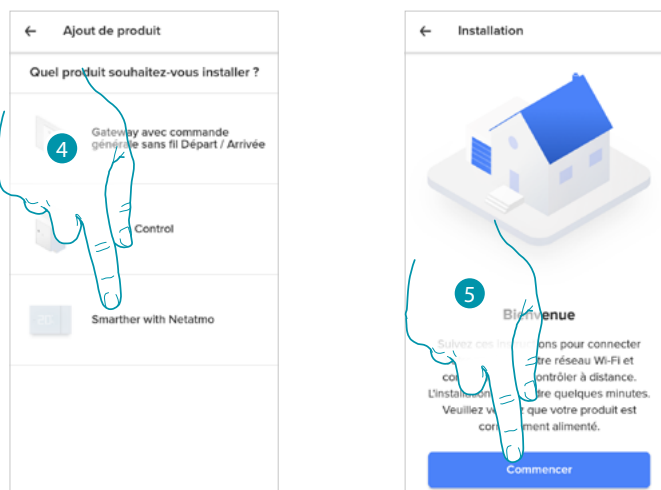 ← Ajout de produit
Quel produit souhaitez-vous installer ?
Gateway avec commande
générale sans fil Départ / Arrivée
4
Control
Smarther with Netatmo
← Installation
5
Bienvenue
Suivez ces pour connecter
réseau Wi-Fi et
contrôler à distance.
quelques minutes.
Veuillez que votre produit est
alimenté.
Commencer